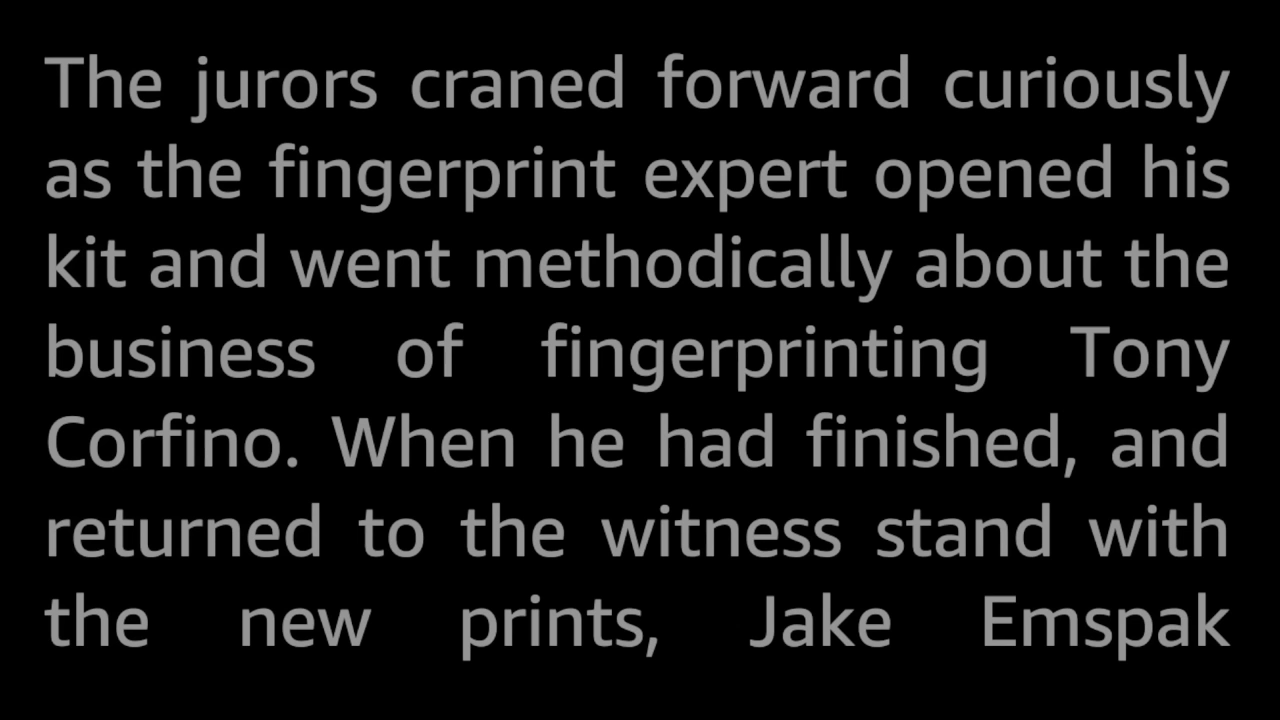 The jurors craned forward curiously
as the fingerprint expert opened his
kit and went methodically about the
business of fingerprinting Tony
Corfino. When he had finished, and
returned to the witness stand with
the new prints, Jake Emspak